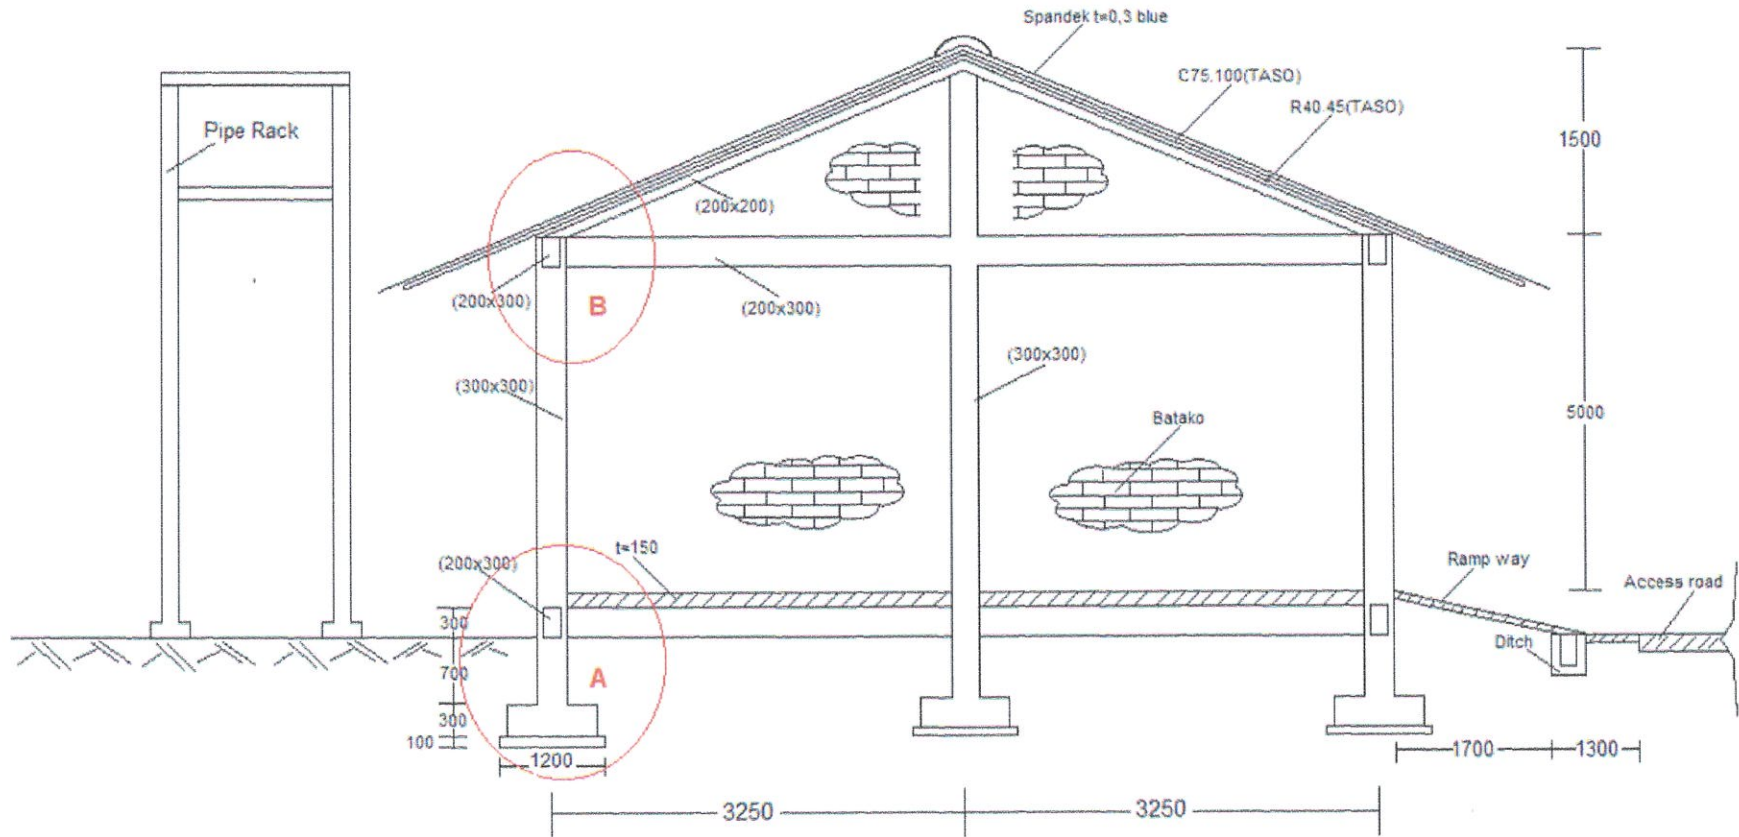 Spandek t=0,3 blue
C75.100(TASO)
R40.45(TASO)
1500
Pipe Rack
(200x200)
(200x300)
B
(200x300)
(300x300)
(300x300)
5000
Batako
(200x300)
t=150
Ramp way
Access road
300
Ditch
700
A
300
100
1200
1700
1300
3250
3250